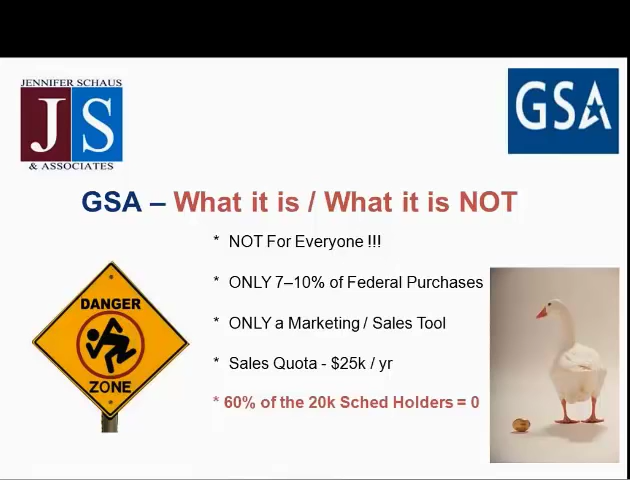 JENNIFER SCHAUS
JS
& ASSOCIATES
GSA
GSA – What it is / What it is NOT
* NOT For Everyone !!!
* ONLY 7–10% of Federal Purchases
* ONLY a Marketing / Sales Tool
* Sales Quota - $25k / yr
* 60% of the 20k Sched Holders = 0
DANGER
ZONE